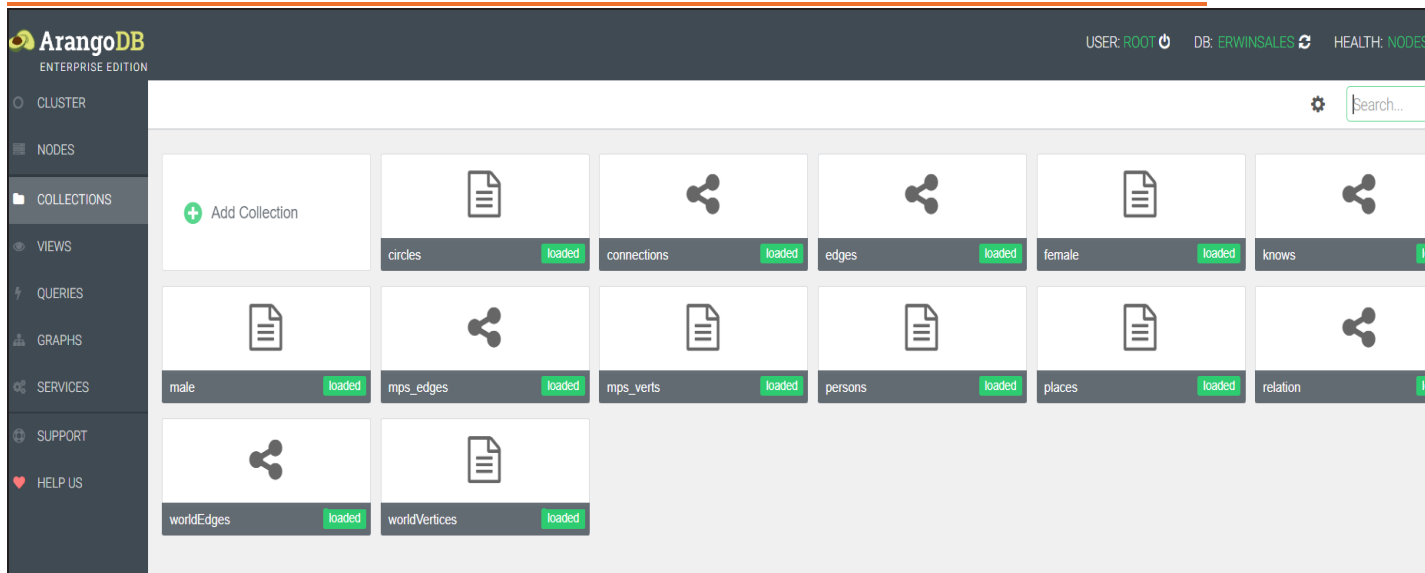 ArangoDB
ENTERPRISE EDITION
USER: ROOT
DB: ERWINSALES
HEALTH: NODES
CLUSTER
NODES
COLLECTIONS
VIEWS
QUERIES
GRAPHS
SERVICES
SUPPORT
HELP US
Search...
Add Collection
circles loaded
connections loaded
edges loaded
female loaded
knows
male loaded
mps_edges loaded
mps_verts loaded
persons loaded
places loaded
relation
worldEdges loaded
worldVertices loaded